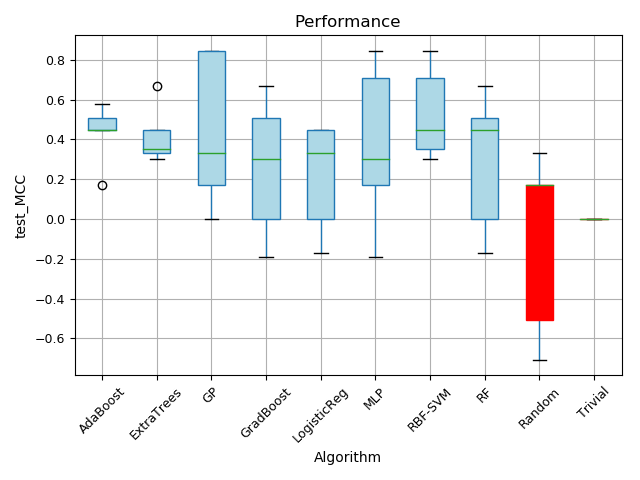 Performance
0.8
0.6
0.4
0.2
0.0
−0.2
−0.4
−0.6
test_MCC
AdaBoost
ExtraTrees
GP
GradBoost
LogisticReg
MLP
RBF-SVM
RF
Random
Trivial
Algorithm